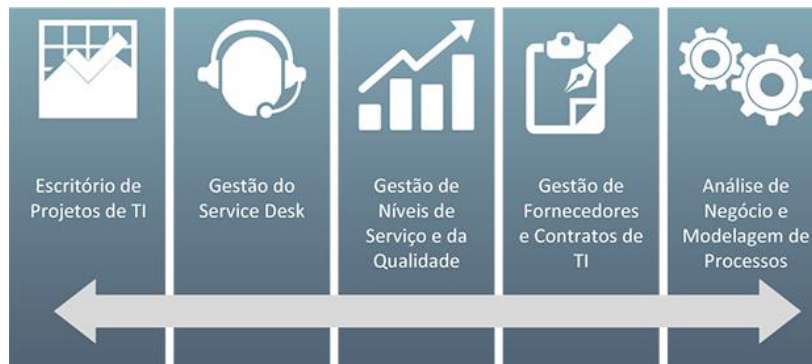 Escritório de
Projetos de TI
Gestão do
Service Desk
Gestão de
Níveis de
Serviço e da
Qualidade
Gestão de
Fornecedores
e Contratos de
TI
Análise de
Negócio e
Modelagem de
Processos